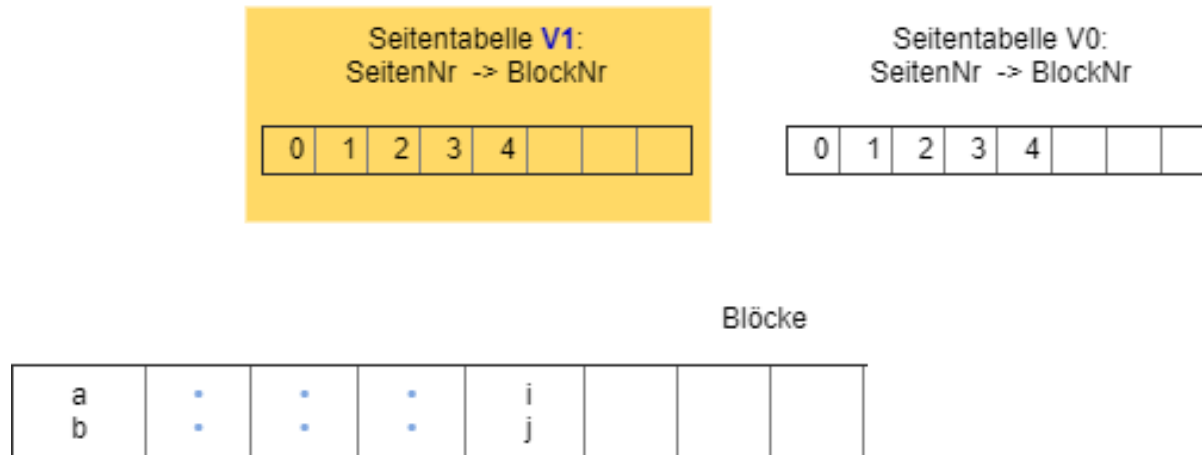 Seitentabelle V1:
SeitenNr -> BlockNr
0 1 2 3 4
Seitentabelle V0:
SeitenNr -> BlockNr
0 1 2 3 4
Blöcke
a : : : i
b : : : j